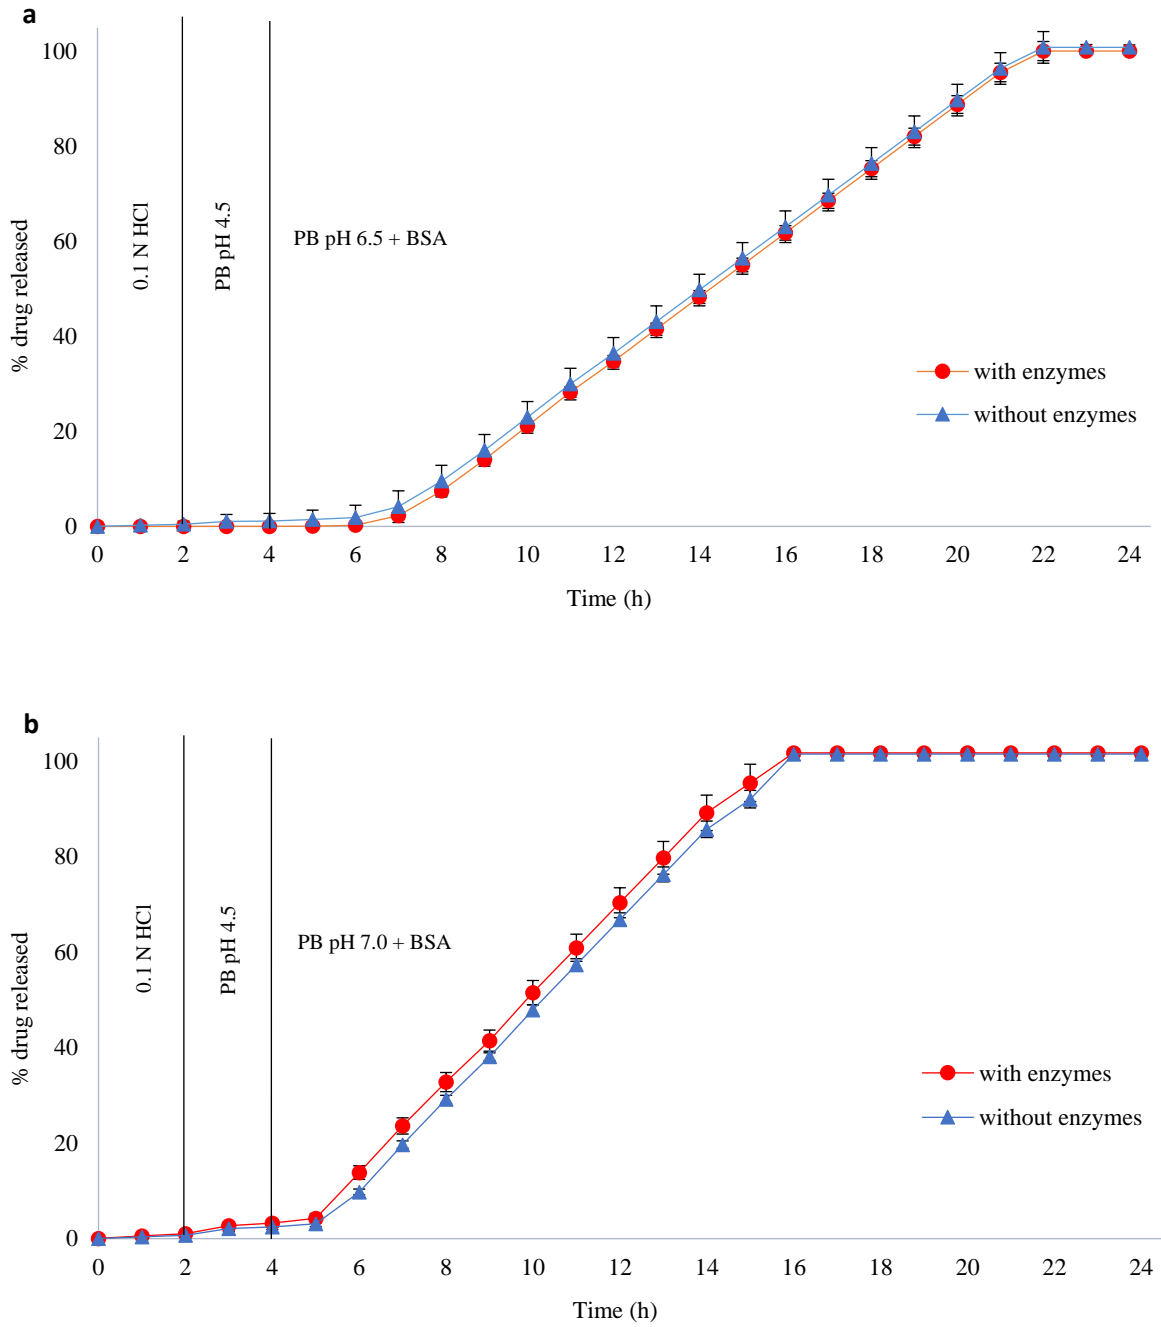 a
100
80
60
40
20
0
% drug released
0.1 N HCl
PB pH 4.5
PB pH 6.5 + BSA
with enzymes
without enzymes
0 2 4 6 8 10 12 14 16 18 20 22 24
Time (h)
b
100
80
60
40
20
0
% drug released
0.1 N HCl
PB pH 4.5
PB pH 7.0 + BSA
with enzymes
without enzymes
0 2 4 6 8 10 12 14 16 18 20 22 24
Time (h)